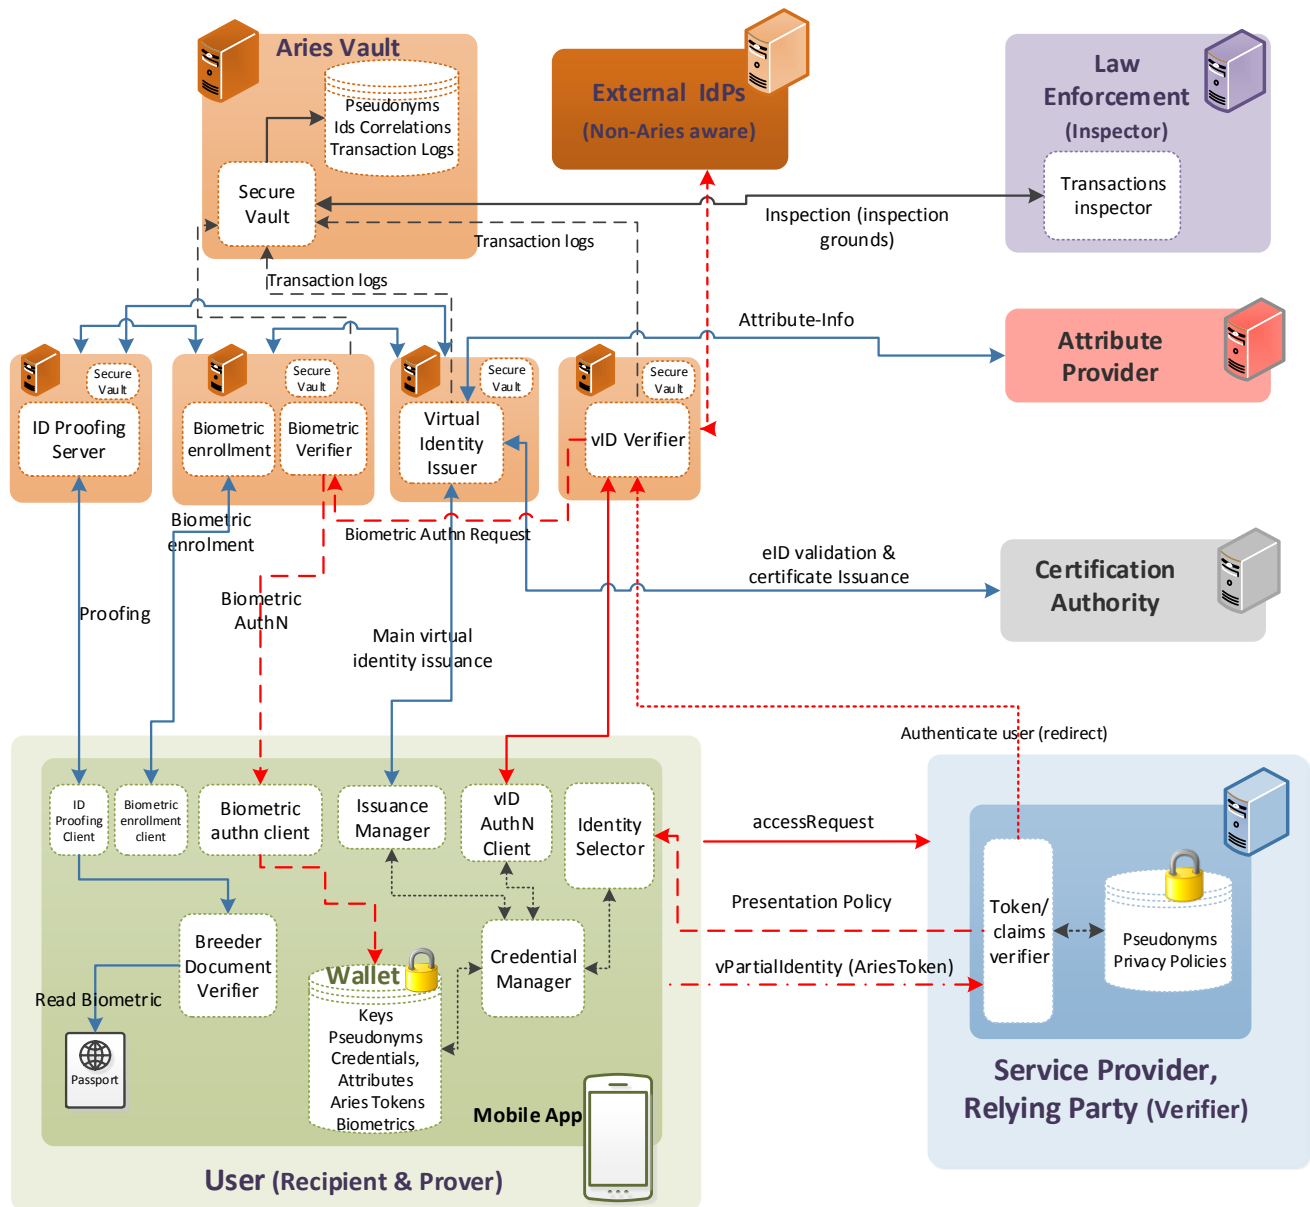 Aries Vault
Pseudonyms
Ids Correlations
Transaction Logs
Secure
Vault
External IdPs
(Non-Aries aware)
Law
Enforcement
(Inspector)
Transactions
inspector
Inspection (inspection
grounds)
Transaction logs
Transaction logs
Attribute-Info
Attribute
Provider
Secure
Vault
ID Proofing
Server
Secure
Vault
Biometric
enrollment
Biometric
Verifier
Secure
Vault
Virtual
Identity
Issuer
Secure
Vault
vID Verifier
Biometric
enrolment
Biometric Authn Request
eID validation &
certificate Issuance
Certification
Authority
Proofing
Biometric
AuthN
Main virtual
identity issuance
Authenticate user (redirect)
ID
Proofing
Client
Biometric
enrollment
client
Biometric
authn client
Issuance
Manager
vID
AuthN
Client
Identity
Selector
accessRequest
Presentation Policy
vPartialIdentity (AriesToken)
Token/
claims
verifier
Pseudonyms
Privacy Policies
Breeder
Document
Verifier
Credential
Manager
Read Biometric
Passport
Wallet
Keys
Pseudonyms
Credentials,
Attributes
Aries Tokens
Biometrics
Mobile App
Service Provider,
Relying Party (Verifier)
User (Recipient & Prover)